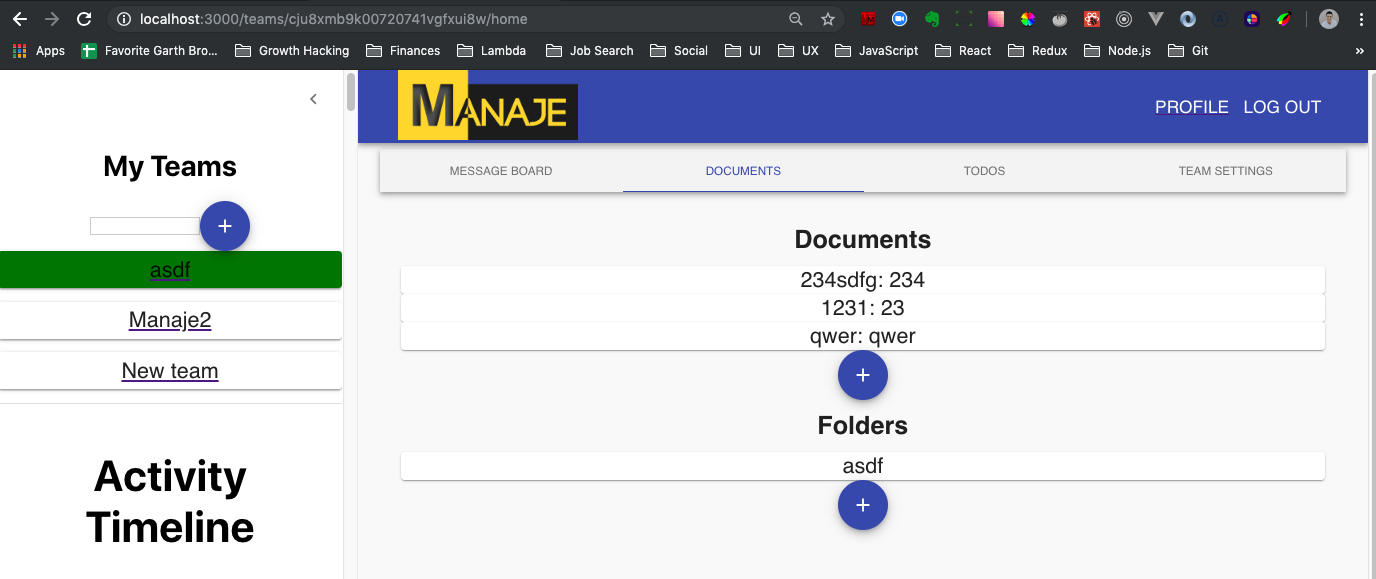 localhost:3000/teams/cju8xmb9k00720741vgfxui8w/home
Apps Favorite Garth Bro... Growth Hacking Finances Lambda Job Search Social UI UX JavaScript React Redux Node.js Git »
MANAJE
PROFILE LOG OUT
My Teams
MESSAGE BOARD DOCUMENTS TODOS TEAM SETTINGS
+
asdf
Manaje2
New team
Activity
Timeline
Documents
234sdfg: 234
1231: 23
qwer: qwer
+
Folders
asdf
+